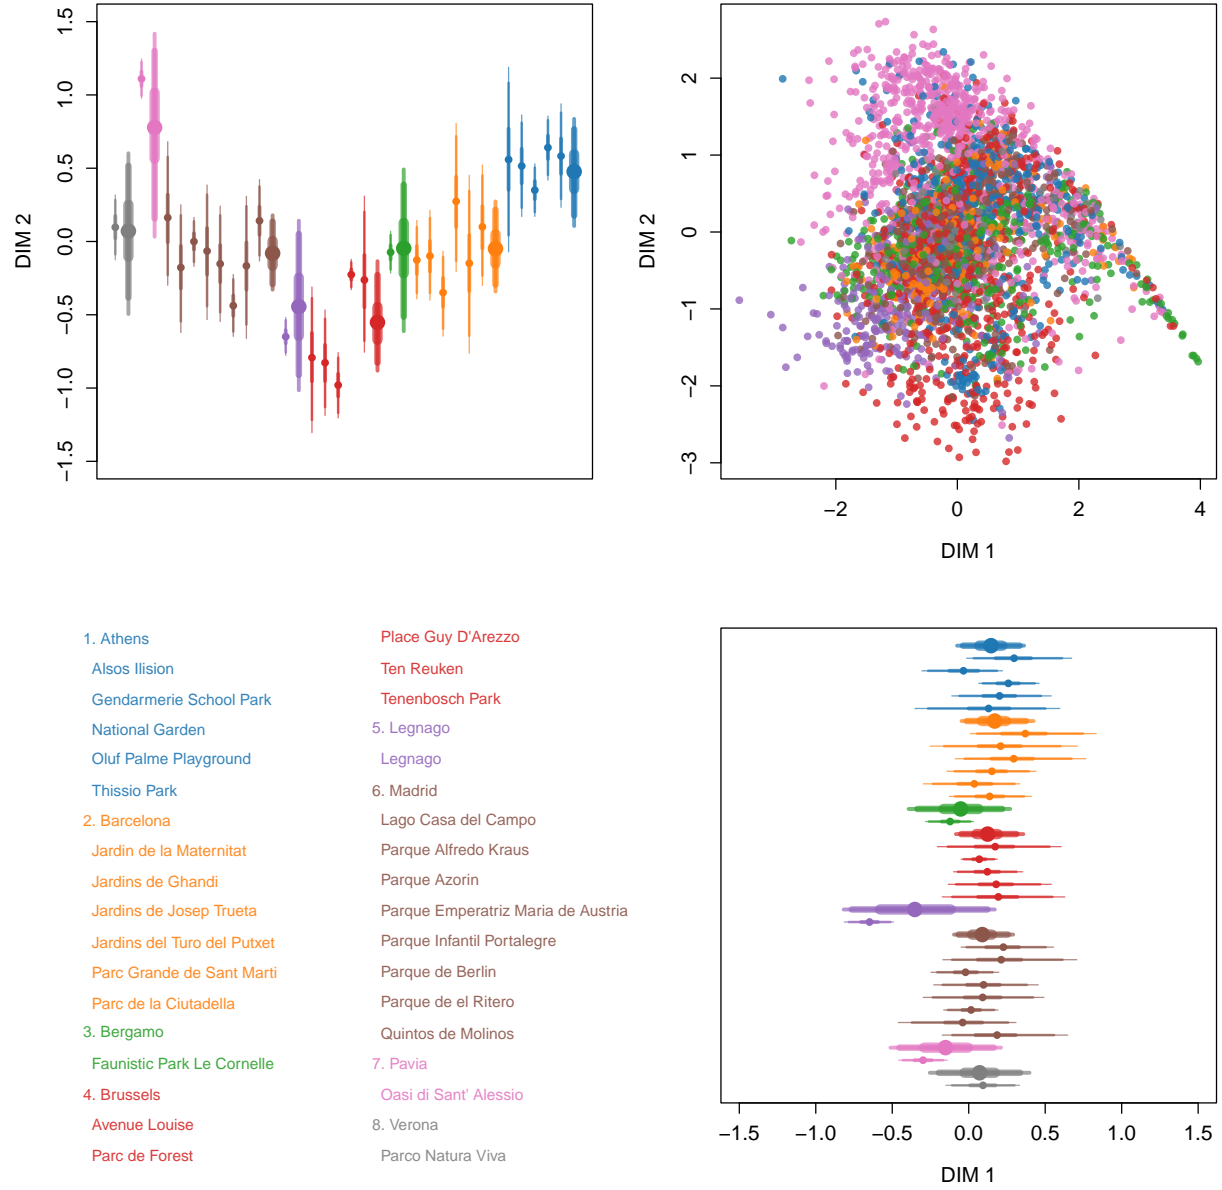 1.5
1.0
0.5
0.0
−0.5
−1.0
−1.5
DIM 2
2
1
0
−1
−2
−3
DIM 2
−2 0 2 4
DIM 1
1. Athens
Alsos Ilision
Gendarmerie School Park
National Garden
Oluf Palme Playground
Thissio Park
2. Barcelona
Jardin de la Maternitat
Jardins de Ghandi
Jardins de Josep Trueta
Jardins del Turo del Putxet
Parc Grande de Sant Marti
Parc de la Ciutadella
3. Bergamo
Faunistic Park Le Cornelle
4. Brussels
Avenue Louise
Parc de Forest
Place Guy D'Arezzo
Ten Reuken
Tenenbosch Park
5. Legnago
Legnago
6. Madrid
Lago Casa del Campo
Parque Alfredo Kraus
Parque Azorin
Parque Emperatriz Maria de Austria
Parque Infantil Portalegre
Parque de Berlin
Parque de el Ritero
Quintos de Molinos
7. Pavia
Oasi di Sant' Alessio
8. Verona
Parco Natura Viva
−1.5 −1.0 −0.5 0.0 0.5 1.0 1.5
DIM 1